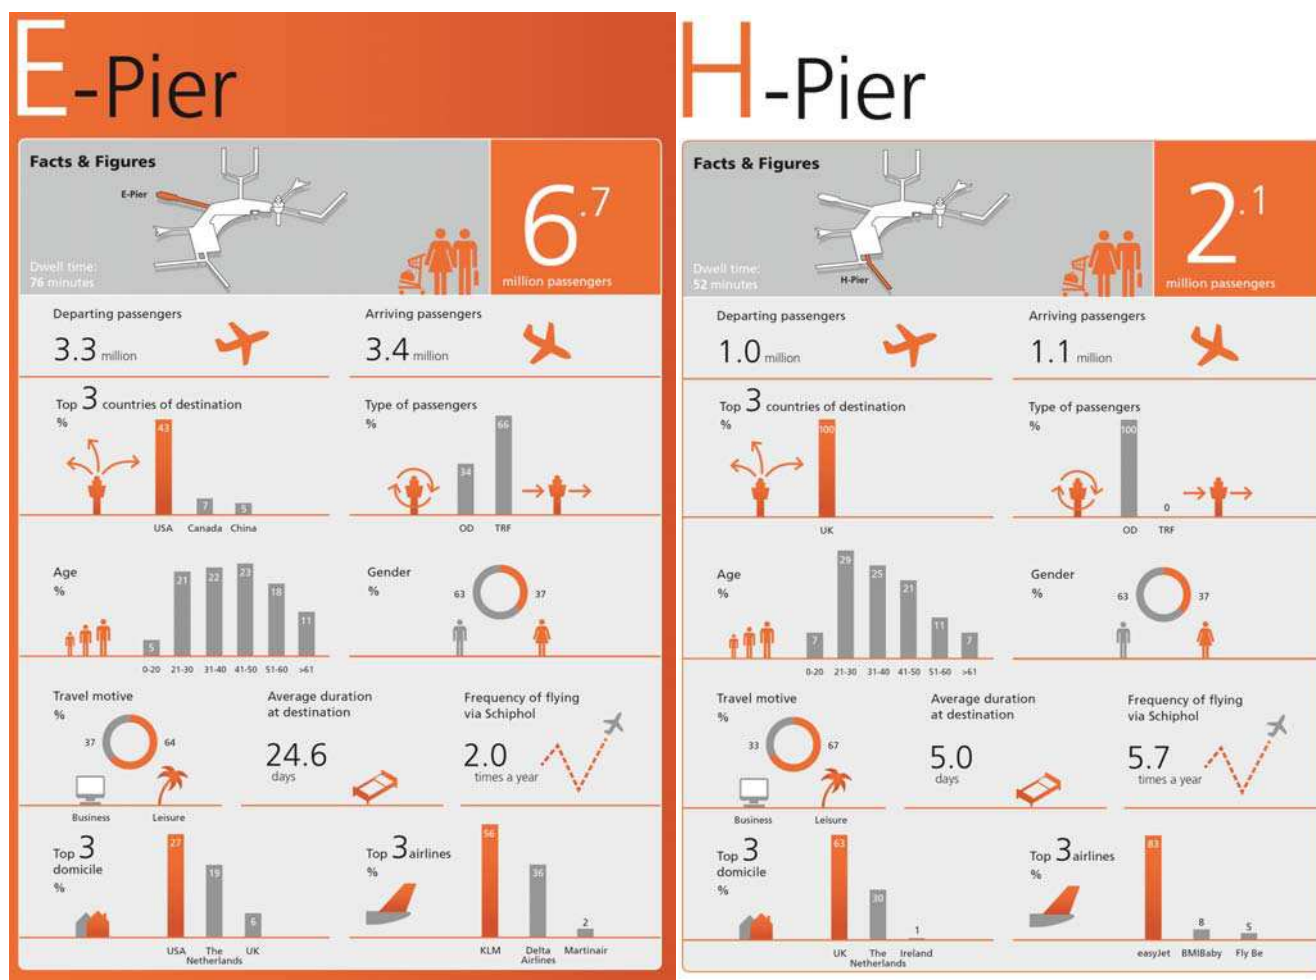 E-Pier
Facts & Figures
E-Pier
Dwell time:
76 minutes
6.7
million passengers
Departing passengers
3.3 million
Arriving passengers
3.4 million
Top 3 countries of destination
%
43
7
5
USA Canada China
Type of passengers
%
34
66
OD TRF
Age
%
5
21
22
23
18
11
0-20 21-30 31-40 41-50 51-60 >61
Gender
%
63
37
Travel motive
%
37
64
Business Leisure
Average duration
at destination
24.6
days
Frequency of flying
via Schiphol
2.0
times a year
Top 3
domicile
%
27
19
6
USA The Netherlands UK
Top 3 airlines
%
56
36
2
KLM Delta Airlines Martinair
H-Pier
Facts & Figures
H-Pier
Dwell time:
52 minutes
2.1
million passengers
Departing passengers
1.0 million
Arriving passengers
1.1 million
Top 3 countries of destination
%
100
UK
Type of passengers
%
100
0
OD TRF
Age
%
7
29
25
21
11
7
0-20 21-30 31-40 41-50 51-60 >61
Gender
%
63
37
Travel motive
%
33
67
Business Leisure
Average duration
at destination
5.0
days
Frequency of flying
via Schiphol
5.7
times a year
Top 3
domicile
%
63
30
1
UK The Netherlands Ireland
Top 3 airlines
%
83
8
5
easyJet BMIBaby Fly Be